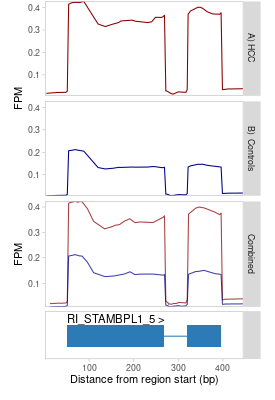 0.4
0.3
0.2
0.1
FPM
A) HCC
0.4
0.3
0.2
0.1
FPM
B) Controls
0.4
0.3
0.2
0.1
FPM
Combined
RI_STAMBPL1_5 >
100 200 300 400
Distance from region start (bp)